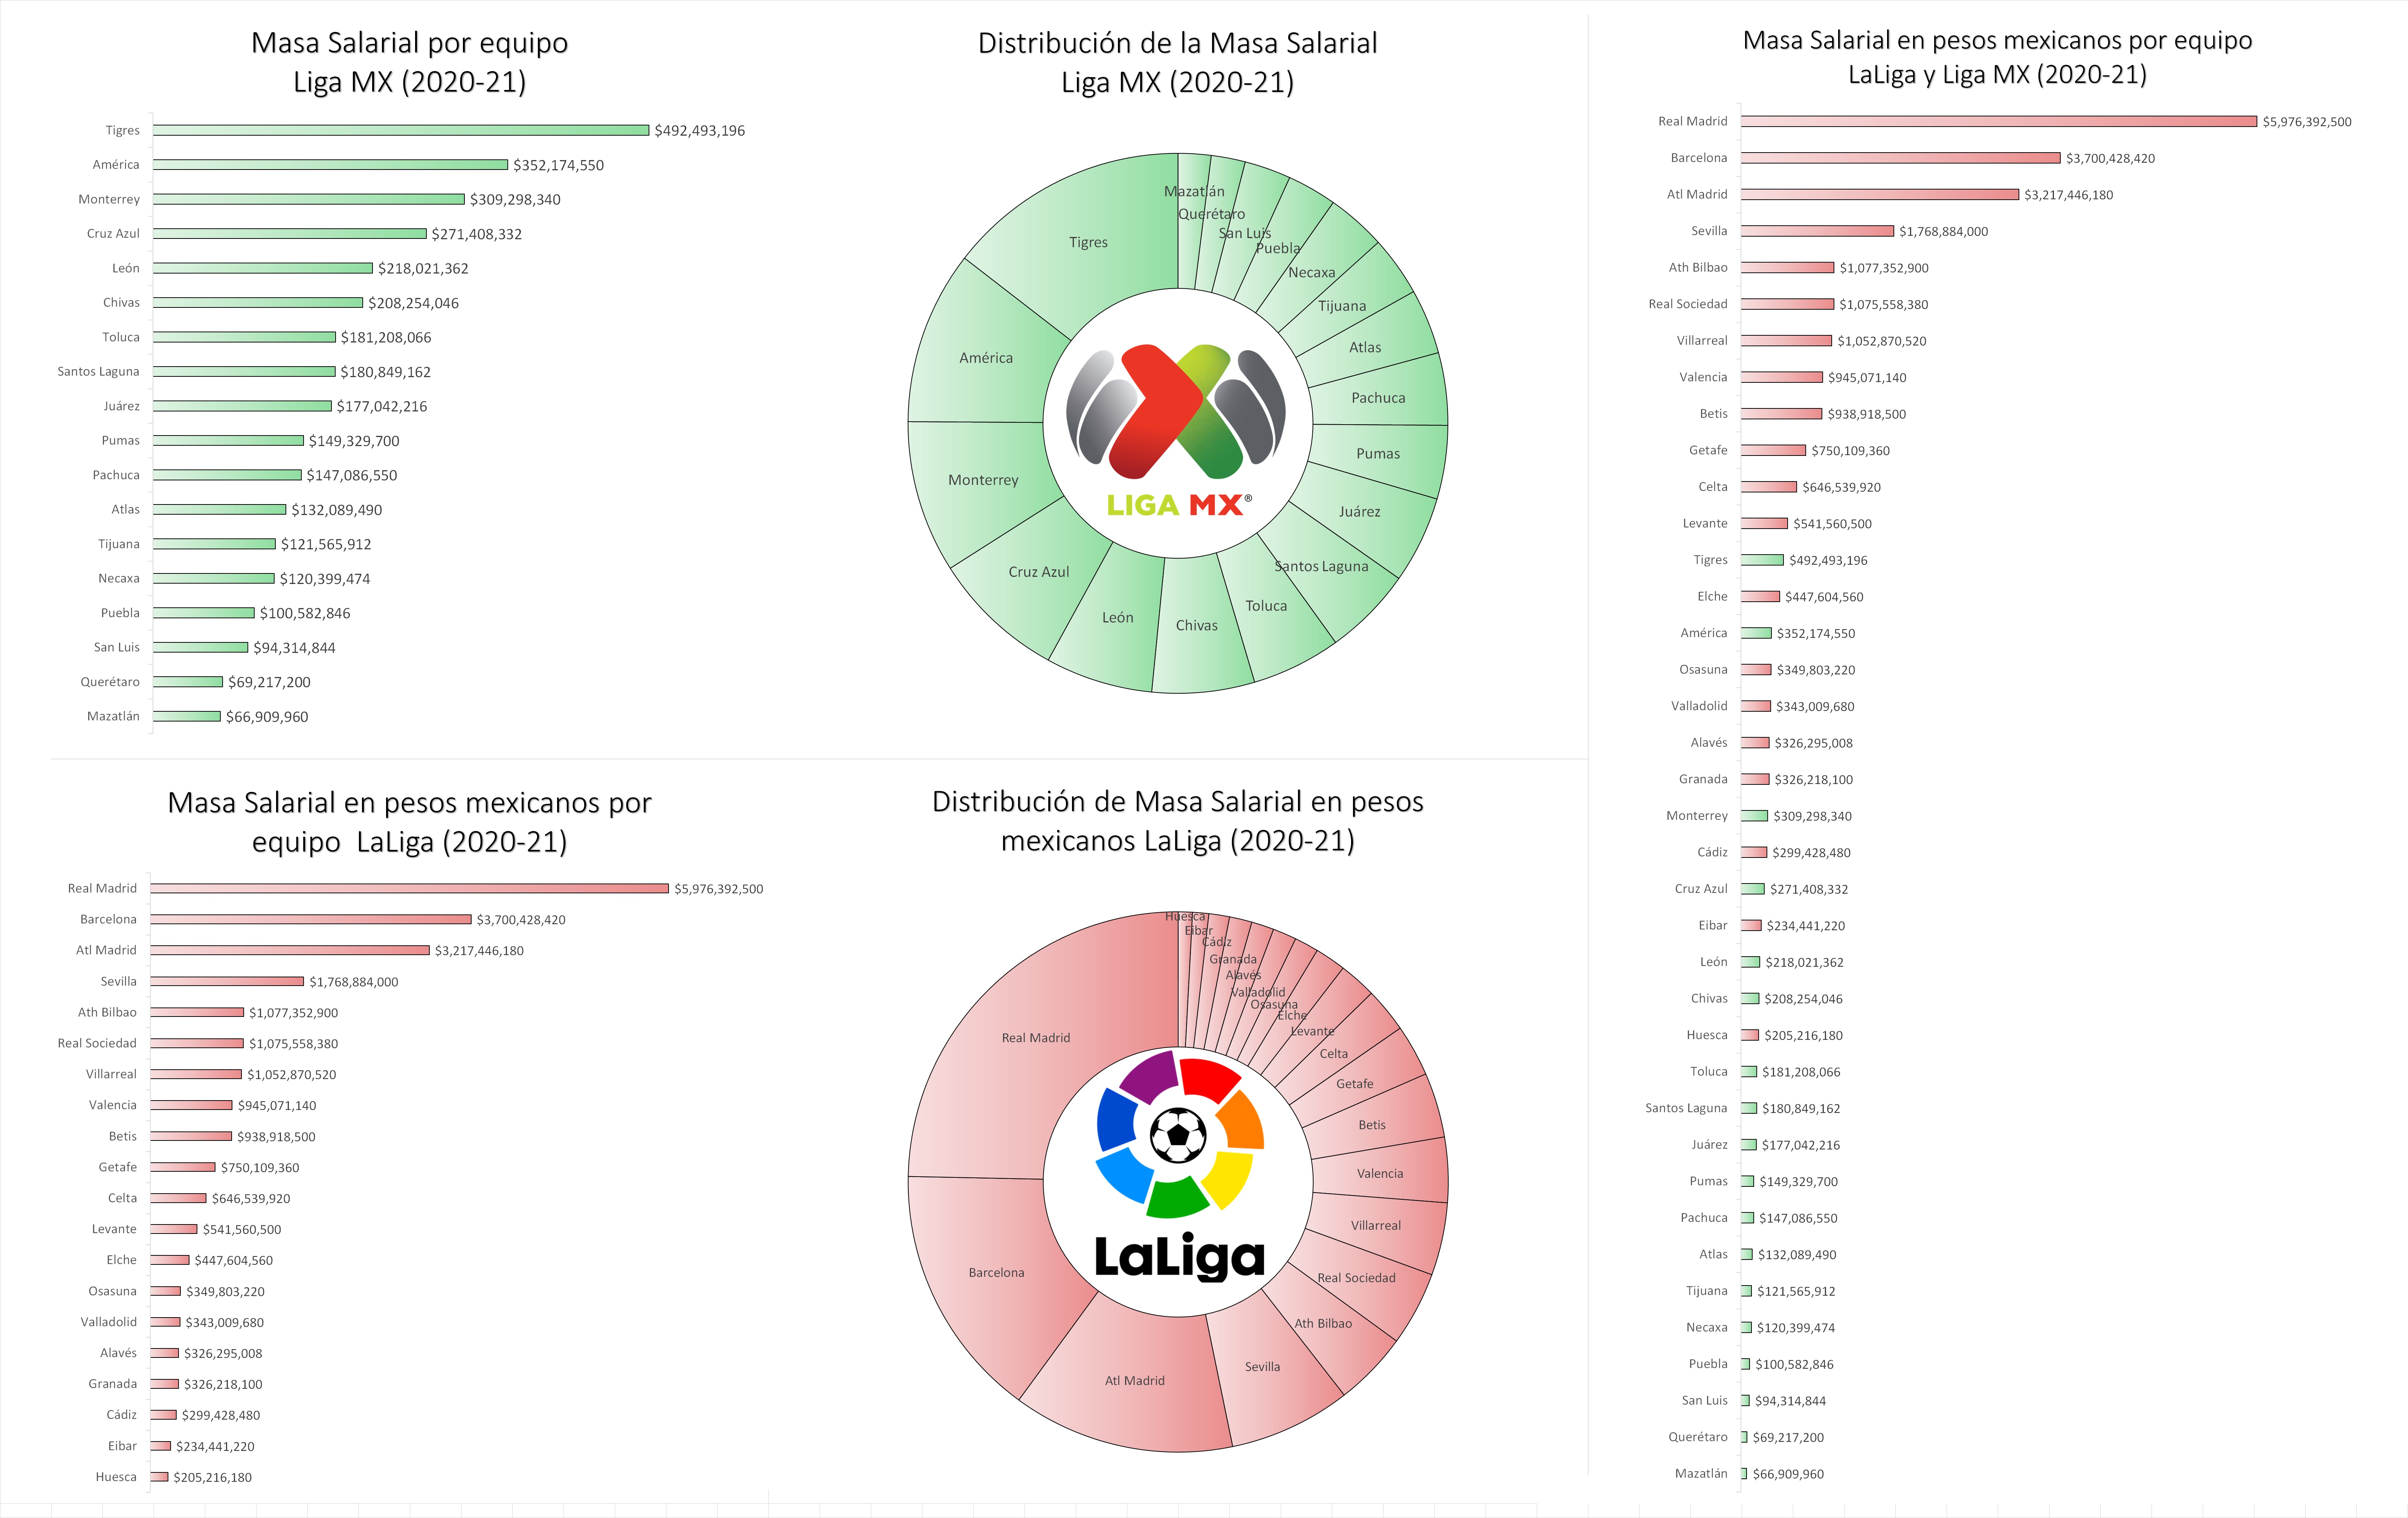 Masa Salarial por equipo
Liga MX (2020-21)
Tigres $492,493,196
América $352,174,550
Monterrey $309,298,340
Cruz Azul $271,408,332
León $218,021,362
Chivas $208,254,046
Toluca $181,208,066
Santos Laguna $180,849,162
Juárez $177,042,216
Pumas $149,329,700
Pachuca $147,086,550
Atlas $132,089,490
Tijuana $121,565,912
Necaxa $120,399,474
Puebla $100,582,846
San Luis $94,314,844
Querétaro $69,217,200
Mazatlán $66,909,960
Distribución de la Masa Salarial
Liga MX (2020-21)
Mazatlán
Querétaro
San Luis
Puebla
Necaxa
Tijuana
Atlas
Pachuca
Pumas
Juárez
Santos Laguna
Toluca
Chivas
León
Cruz Azul
Monterrey
América
Tigres
LIGA MX®
Masa Salarial en pesos mexicanos por
equipo  LaLiga (2020-21)
Real Madrid $5,976,392,500
Barcelona $3,700,428,420
Atl Madrid $3,217,446,180
Sevilla $1,768,884,000
Ath Bilbao $1,077,352,900
Real Sociedad $1,075,558,380
Villarreal $1,052,870,520
Valencia $945,071,140
Betis $938,918,500
Getafe $750,109,360
Celta $646,539,920
Levante $541,560,500
Elche $447,604,560
Osasuna $349,803,220
Valladolid $343,009,680
Alavés $326,295,008
Granada $326,218,100
Cádiz $299,428,480
Eibar $234,441,220
Huesca $205,216,180
Distribución de Masa Salarial en pesos
mexicanos LaLiga (2020-21)
Huesca
Eibar
Cádiz
Granada
Alavés
Valladolid
Osasuna
Elche
Levante
Celta
Getafe
Betis
Valencia
Villarreal
Real Sociedad
Ath Bilbao
Sevilla
Atl Madrid
Barcelona
Real Madrid
LaLiga
Masa Salarial en pesos mexicanos por equipo
LaLiga y Liga MX (2020-21)
Real Madrid $5,976,392,500
Barcelona $3,700,428,420
Atl Madrid $3,217,446,180
Sevilla $1,768,884,000
Ath Bilbao $1,077,352,900
Real Sociedad $1,075,558,380
Villarreal $1,052,870,520
Valencia $945,071,140
Betis $938,918,500
Getafe $750,109,360
Celta $646,539,920
Levante $541,560,500
Tigres $492,493,196
Elche $447,604,560
América $352,174,550
Osasuna $349,803,220
Valladolid $343,009,680
Alavés $326,295,008
Granada $326,218,100
Monterrey $309,298,340
Cádiz $299,428,480
Cruz Azul $271,408,332
Eibar $234,441,220
León $218,021,362
Chivas $208,254,046
Huesca $205,216,180
Toluca $181,208,066
Santos Laguna $180,849,162
Juárez $177,042,216
Pumas $149,329,700
Pachuca $147,086,550
Atlas $132,089,490
Tijuana $121,565,912
Necaxa $120,399,474
Puebla $100,582,846
San Luis $94,314,844
Querétaro $69,217,200
Mazatlán $66,909,960